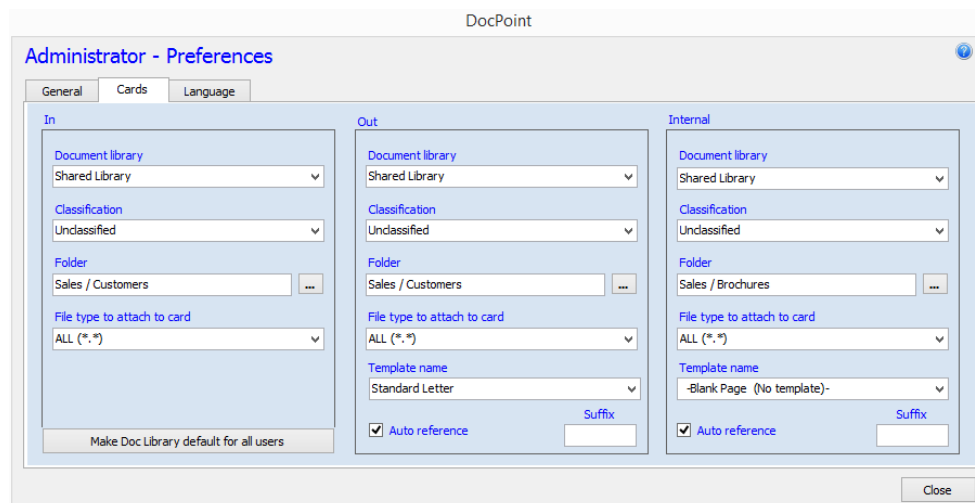 DocPoint
Administrator - Preferences
General Cards Language
In
Document library
Shared Library
Classification
Unclassified
Folder
Sales / Customers ...
File type to attach to card
ALL (*.*)
Make Doc Library default for all users
Out
Document library
Shared Library
Classification
Unclassified
Folder
Sales / Customers ...
File type to attach to card
ALL (*.*)
Template name
Standard Letter
Suffix
Auto reference
Internal
Document library
Shared Library
Classification
Unclassified
Folder
Sales / Brochures ...
File type to attach to card
ALL (*.*)
Template name
-Blank Page (No template)-
Suffix
Auto reference
Close